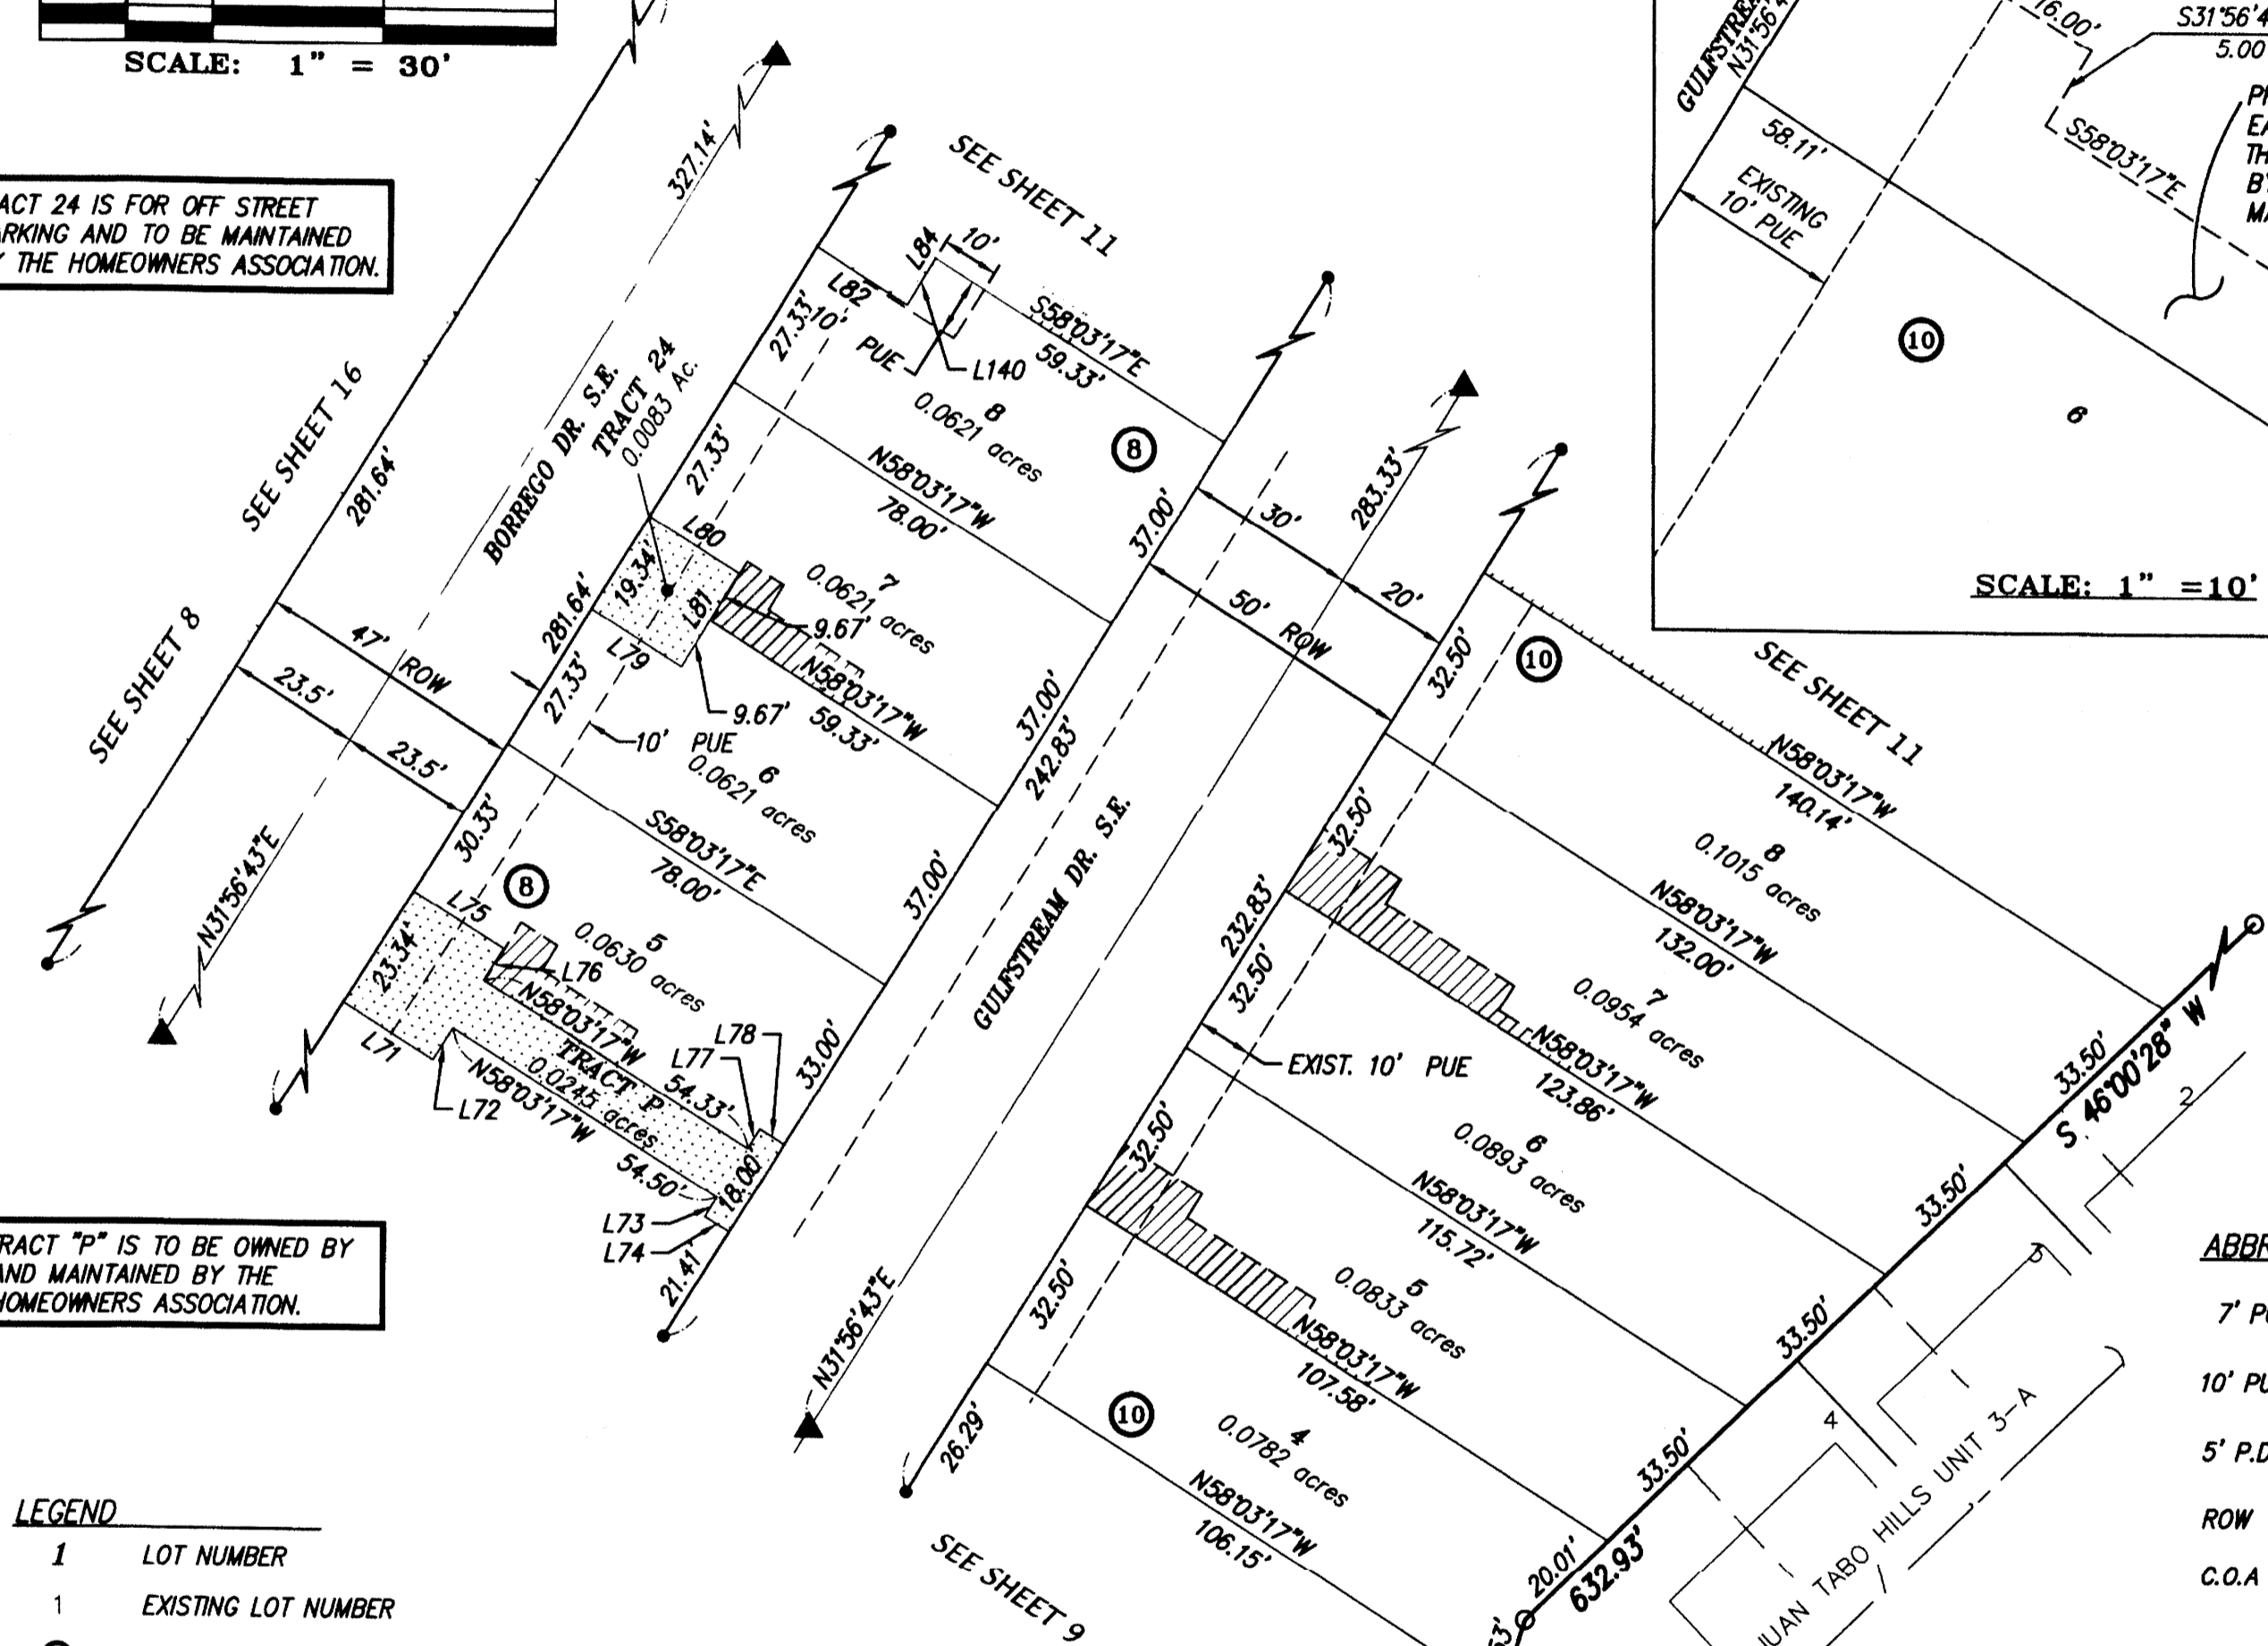 SCALE: 1" = 30'
ACT 24 IS FOR OFF STREET
ARKING AND TO BE MAINTAINED
THE HOMEOWNERS ASSOCIATION.
SEE SHEET 16
SEE SHEET 8
281.64'
327.14'
BORREGO DR. S.E.
TRACT 24
0.0083 Ac.
47' ROW
23.5'
23.5'
N31°56'43"E
SEE SHEET 11
L84
10'
L82
27.33'
10'
PUE
L140
S58°03'17"E
59.33'
8
0.0621 acres
8
27.33'
N58°03'17"W
78.00'
37.00'
L80
19.34'
L81
L79
281.64'
7
0.0621 acres
9.67'
N58°03'17"W
59.33'
9.67'
27.33'
10' PUE
6
0.0621 acres
37.00'
242.83'
30.33'
S58°03'17"E
78.00'
8
L75
5
0.0630 acres
37.00'
23.34'
L76
N58°03'17"W
54.33'
L78
L77
33.00'
L71
L72
TRACT P
0.0245 acres
N58°03'17"W
54.50'
18.00'
L73
L74
21.41'
GULFSTREAM DR. S.E.
N31°56'43"E
283.33'
30'
20'
50' ROW
32.50'
10
SEE SHEET 11
N58°03'17"W
140.14'
8
0.1015 acres
32.50'
N58°03'17"W
132.00'
7
0.0954 acres
232.83'
32.50'
N58°03'17"W
123.86'
EXIST. 10' PUE
6
0.0893 acres
32.50'
N58°03'17"W
115.72'
5
0.0833 acres
32.50'
N58°03'17"W
107.58'
10
4
0.0782 acres
26.29'
N58°03'17"W
106.15'
SEE SHEET 9
33.50'
S 46°00'28" W
33.50'
33.50'
33.50'
20.01'
632.93'
2
3
4
JUAN TABO HILLS UNIT 3-A
GULFSTREA
N31°56'4
16.00'
S31°56'4
5.00
S58°03'17"E
58.11'
EXISTING
10' PUE
10
6
SCALE: 1" =10'
TRACT "P" IS TO BE OWNED BY
AND MAINTAINED BY THE
HOMEOWNERS ASSOCIATION.
LEGEND
1 LOT NUMBER
1 EXISTING LOT NUMBER
ABBR
7' P
10' PU
5' P.D
ROW
C.O.A